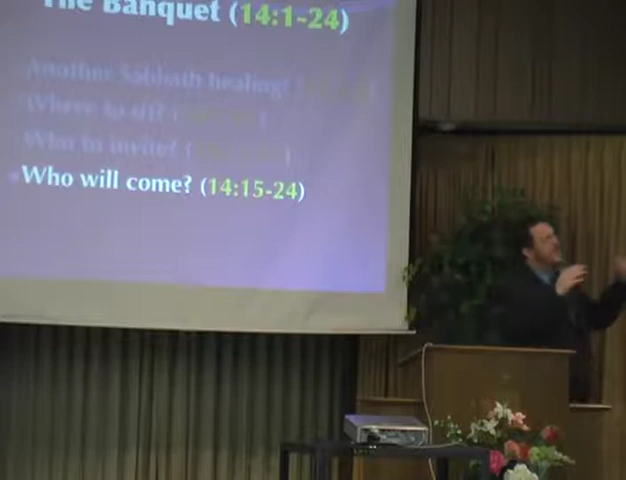 The Banquet (14:1-24)
Another Sabbath healing!
Where to sit?
Who to invite?
Who will come? (14:15-24)